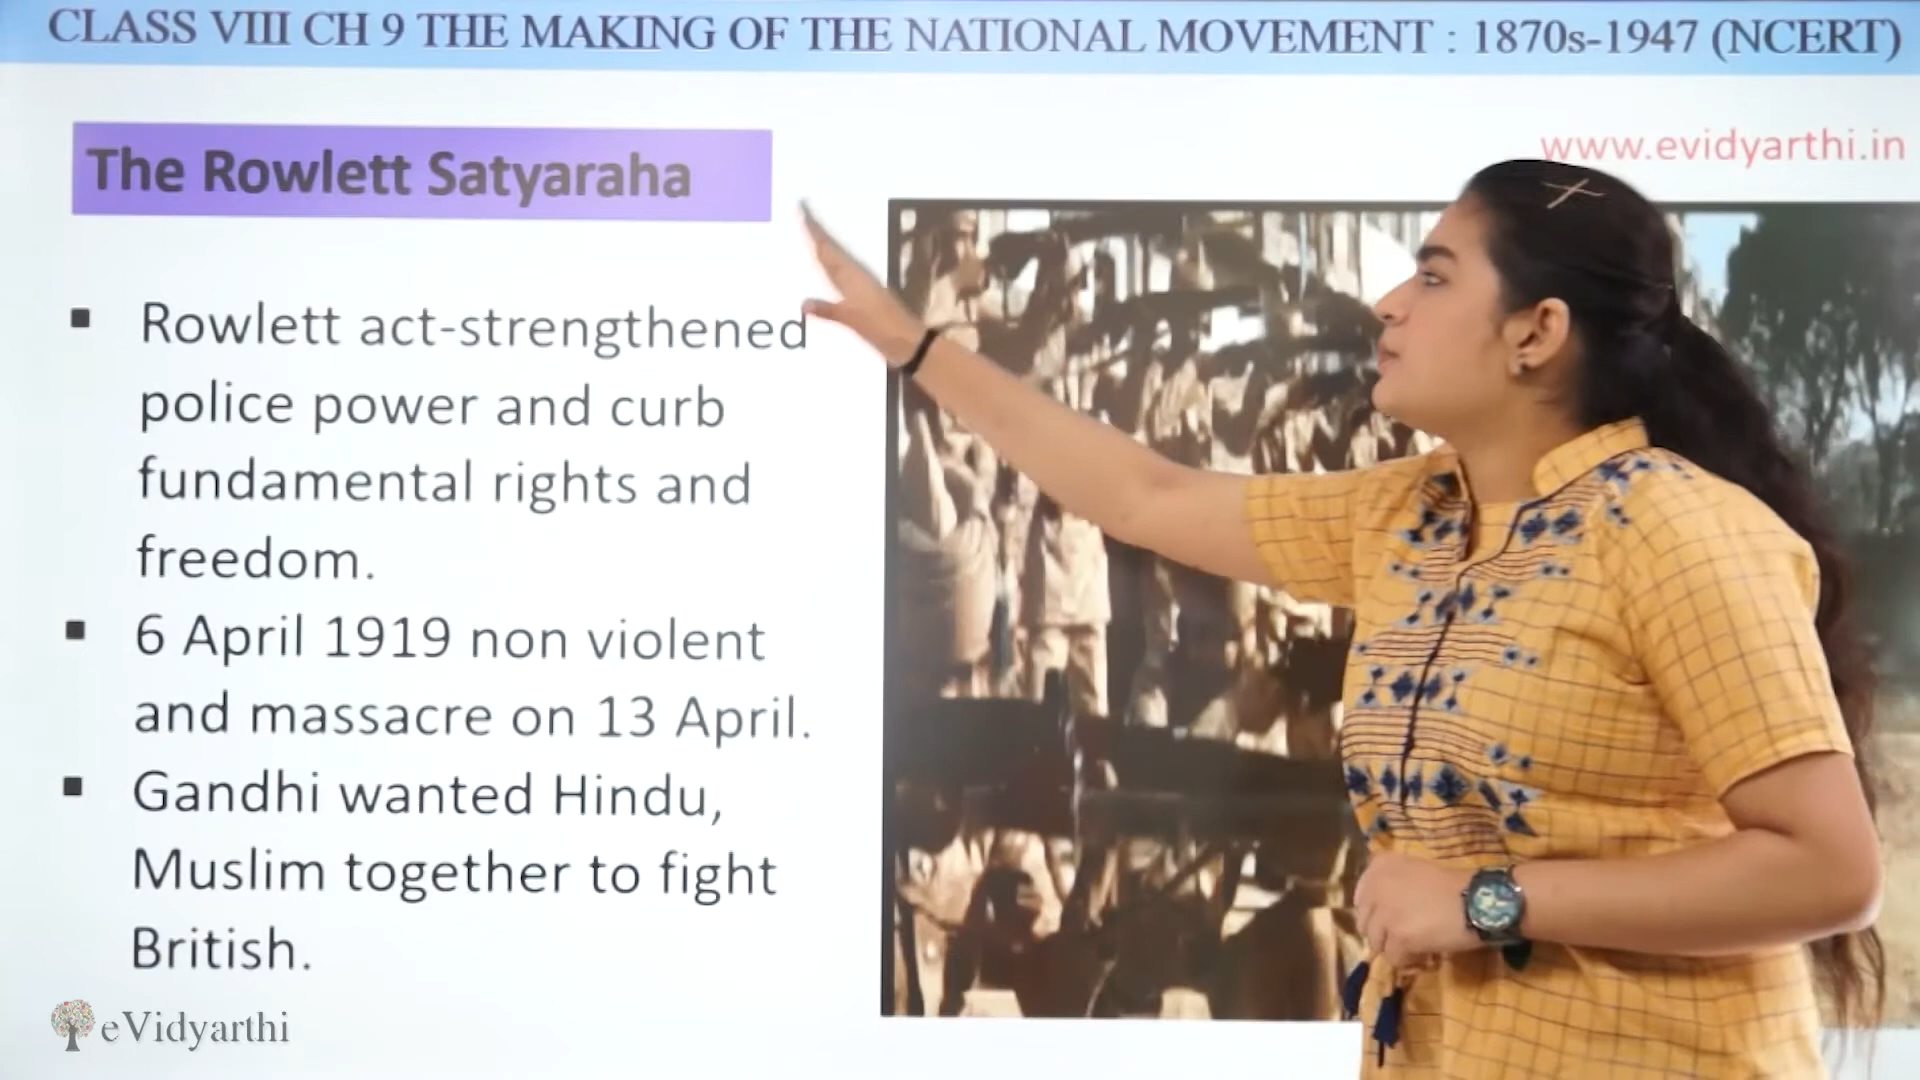 CLASS VIII CH 9 THE MAKING OF THE NATIONAL MOVEMENT : 1870s-1947 (NCERT)
www.evidyarthi.in
The Rowlett Satyaraha
▪ Rowlett act-strengthened
police power and curb
fundamental rights and
freedom.
▪ 6 April 1919 non violent
and massacre on 13 April.
▪ Gandhi wanted Hindu,
Muslim together to fight
British.
eVidyarthi